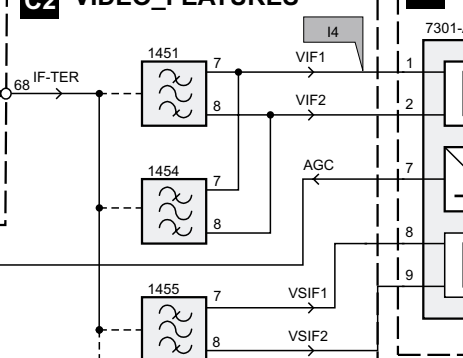 C2 VIDEO_FEATURES
I4
7301-
1451
7
VIF1
1
68 IF-TER
8
VIF2
2
1454
7
AGC
7
8
8
1455
7
VSIF1
9
8
VSIF2